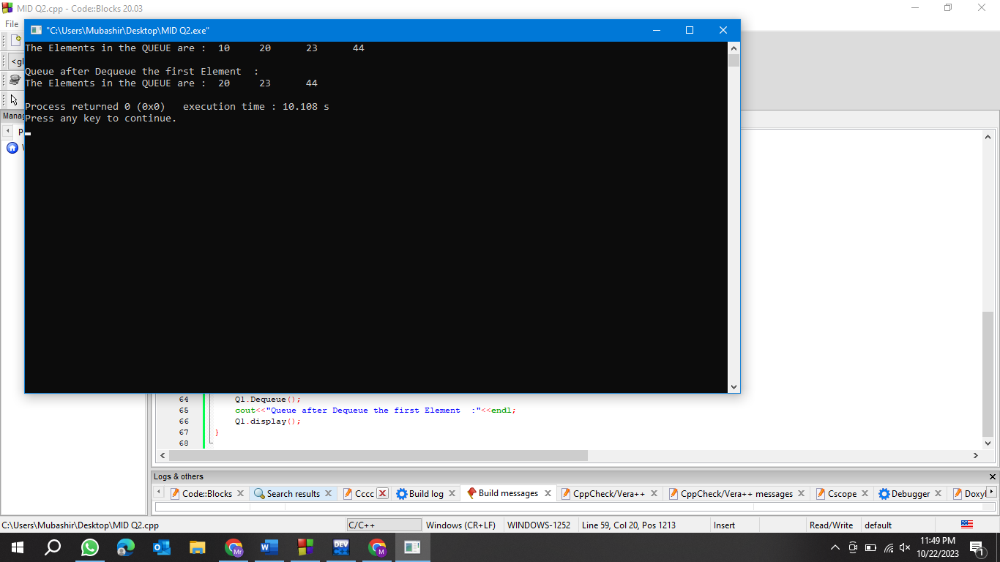 MID Q2.cpp - Code::Blocks 20.03
File
"C:\Users\Mubashir\Desktop\MID Q2.exe"
<gl
The Elements in the QUEUE are :  10     20      23      44
Queue after Dequeue the first Element  :
The Elements in the QUEUE are :  20     23      44
Process returned 0 (0x0)   execution time : 10.108 s
Press any key to continue.
Manag
P
64 Q1.Dequeue();
65 cout<<"Queue after Dequeue the first Element  :"<<endl;
66 Q1.display();
67 }
68
Logs & others
Code::Blocks Search results Cccc Build log Build messages CppCheck/Vera++ CppCheck/Vera++ messages Cscope Debugger Doxyl
C:\Users\Mubashir\Desktop\MID Q2.cpp C/C++ Windows (CR+LF) WINDOWS-1252 Line 59, Col 20, Pos 1213 Insert Read/Write default
Mr DEV M 11:49 PM
10/22/2023 1